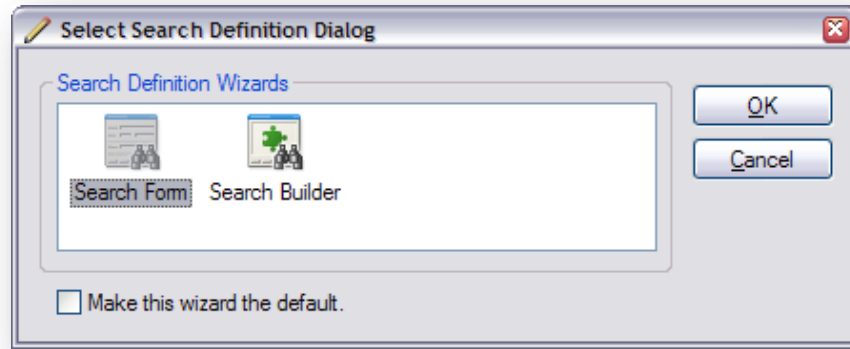 Select Search Definition Dialog
Search Definition Wizards
Search Form
Search Builder
OK
Cancel
Make this wizard the default.